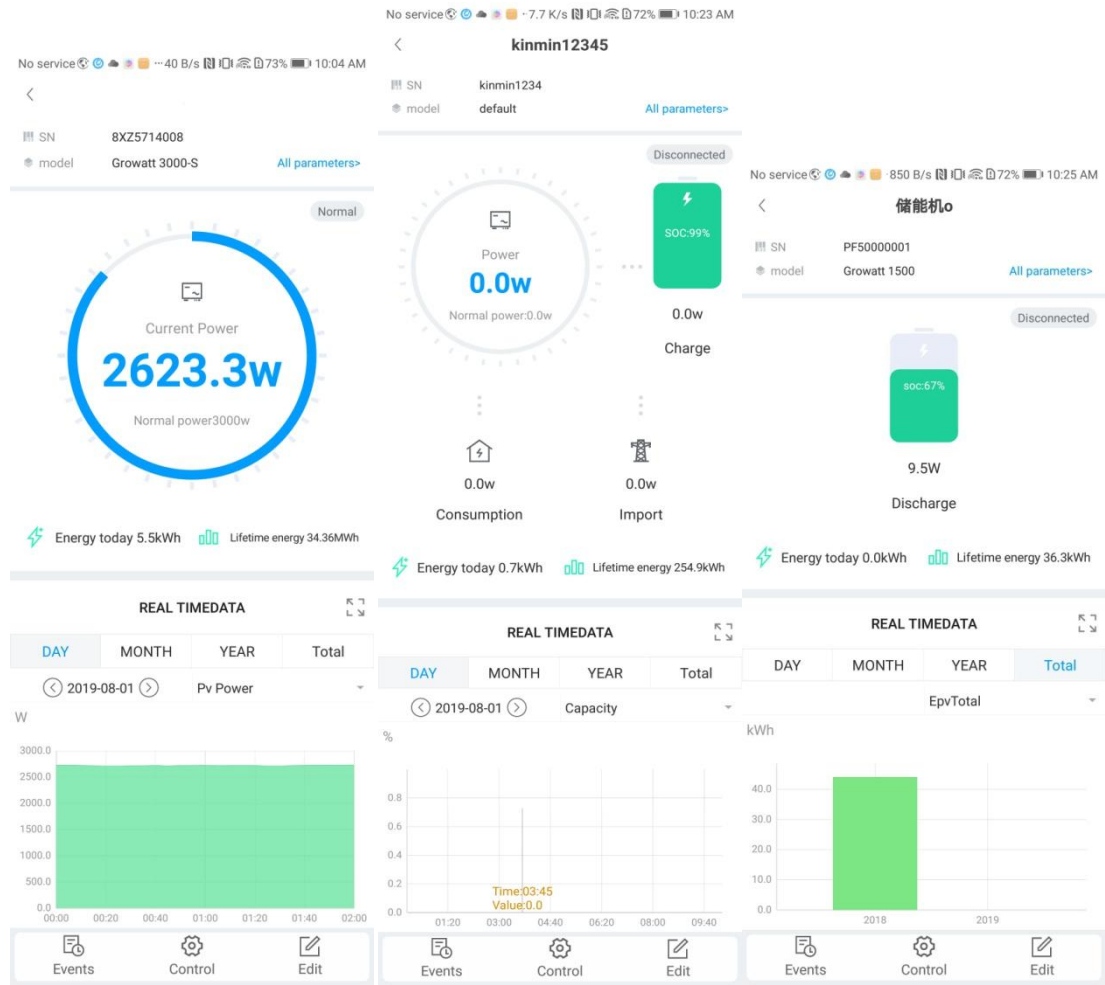 No service 40 B/s 73% 10:04 AM
SN 8XZ5714008
model Growatt 3000-S All parameters>
Normal
Current Power
2623.3w
Normal power3000w
Energy today 5.5kWh Lifetime energy 34.36MWh
REAL TIMEDATA
DAY MONTH YEAR Total
2019-08-01 Pv Power
W
3000.0
2500.0
2000.0
1500.0
1000.0
500.0
0.0
00:00 00:20 00:40 01:00 01:20 01:40 02:00
Events Control Edit
No service 7.7 K/s 72% 10:23 AM
kinmin12345
SN kinmin1234
model default All parameters>
Disconnected
SOC:99%
Power
0.0w
Normal power:0.0w
0.0w
Charge
0.0w 0.0w
Consumption Import
Energy today 0.7kWh Lifetime energy 254.9kWh
REAL TIMEDATA
DAY MONTH YEAR Total
2019-08-01 Capacity
%
0.8
0.6
0.4
0.2
Time:03:45
Value:0.0
0.0
01:20 03:00 04:40 06:20 08:00 09:40
Events Control Edit
No service 850 B/s 72% 10:25 AM
储能机o
SN PF50000001
model Growatt 1500 All parameters>
Disconnected
soc:67%
9.5W
Discharge
Energy today 0.0kWh Lifetime energy 36.3kWh
REAL TIMEDATA
DAY MONTH YEAR Total
EpvTotal
kWh
40.0
30.0
20.0
10.0
0.0
2018 2019
Events Control Edit